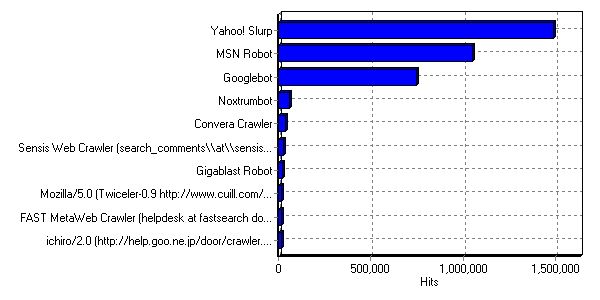 Yahoo! Slurp
MSN Robot
Googlebot
Noxtrumbot
Convera Crawler
Sensis Web Crawler (search_comments\\at\\sensis...
Gigablast Robot
Mozilla/5.0 (Twiceler-0.9 http://www.cuill.com/...
FAST MetaWeb Crawler (helpdesk at fastsearch do...
ichiro/2.0 (http://help.goo.ne.jp/door/crawler....
0 500,000 1,000,000 1,500,000
Hits